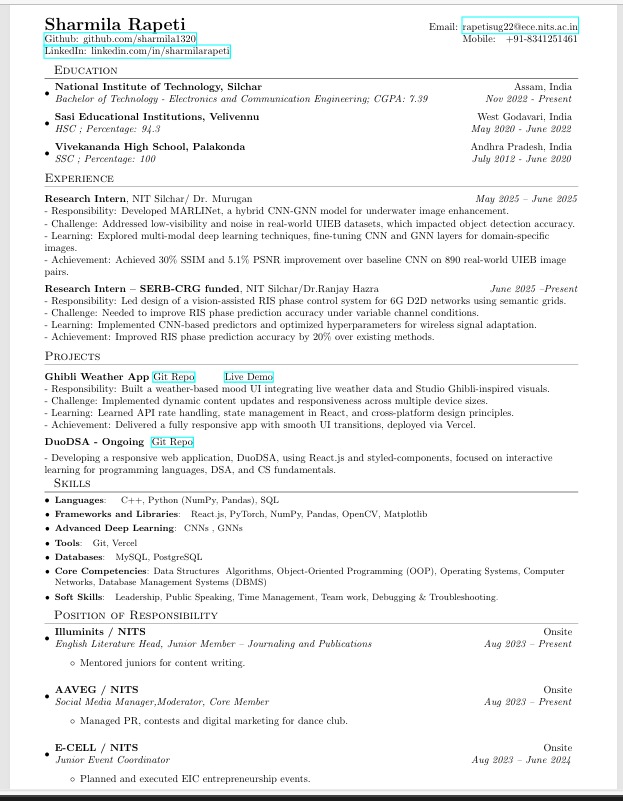 Sharmila Rapeti
Email: rapetisug22@ece.nits.ac.in
Github: github.com/sharmila1320
Mobile: +91-8341251461
LinkedIn: linkedin.com/in/sharmilarapeti
Education
National Institute of Technology, Silchar Assam, India
Bachelor of Technology - Electronics and Communication Engineering; CGPA: 7.39 Nov 2022 - Present
Sasi Educational Institutions, Velivennu West Godavari, India
HSC ; Percentage: 94.3 May 2020 - June 2022
Vivekananda High School, Palakonda Andhra Pradesh, India
SSC ; Percentage: 100 July 2012 - June 2020
Experience
Research Intern, NIT Silchar/ Dr. Murugan May 2025 – June 2025
- Responsibility: Developed MARLINet, a hybrid CNN-GNN model for underwater image enhancement.
- Challenge: Addressed low-visibility and noise in real-world UIEB datasets, which impacted object detection accuracy.
- Learning: Explored multi-modal deep learning techniques, fine-tuning CNN and GNN layers for domain-specific
images.
- Achievement: Achieved 30% SSIM and 5.1% PSNR improvement over baseline CNN on 890 real-world UIEB image
pairs.
Research Intern – SERB-CRG funded, NIT Silchar/Dr.Ranjay Hazra June 2025 –Present
- Responsibility: Led design of a vision-assisted RIS phase control system for 6G D2D networks using semantic grids.
- Challenge: Needed to improve RIS phase prediction accuracy under variable channel conditions.
- Learning: Implemented CNN-based predictors and optimized hyperparameters for wireless signal adaptation.
- Achievement: Improved RIS phase prediction accuracy by 20% over existing methods.
Projects
Ghibli Weather App Git Repo Live Demo
- Responsibility: Built a weather-based mood UI integrating live weather data and Studio Ghibli-inspired visuals.
- Challenge: Implemented dynamic content updates and responsiveness across multiple device sizes.
- Learning: Learned API rate handling, state management in React, and cross-platform design principles.
- Achievement: Delivered a fully responsive app with smooth UI transitions, deployed via Vercel.
DuoDSA - Ongoing Git Repo
- Developing a responsive web application, DuoDSA, using React.js and styled-components, focused on interactive
learning for programming languages, DSA, and CS fundamentals.
Skills
• Languages: C++, Python (NumPy, Pandas), SQL
• Frameworks and Libraries: React.js, PyTorch, NumPy, Pandas, OpenCV, Matplotlib
• Advanced Deep Learning: CNNs , GNNs
• Tools: Git, Vercel
• Databases: MySQL, PostgreSQL
• Core Competencies: Data Structures Algorithms, Object-Oriented Programming (OOP), Operating Systems, Computer
Networks, Database Management Systems (DBMS)
• Soft Skills: Leadership, Public Speaking, Time Management, Team work, Debugging & Troubleshooting.
Position of Responsibility
Illuminits / NITS Onsite
English Literature Head, Junior Member – Journaling and Publications Aug 2023 – Present
◦ Mentored juniors for content writing.
AAVEG / NITS Onsite
Social Media Manager,Moderator, Core Member Aug 2023 – Present
◦ Managed PR, contests and digital marketing for dance club.
E-CELL / NITS Onsite
Junior Event Coordinator Aug 2023 – June 2024
◦ Planned and executed EIC entrepreneurship events.